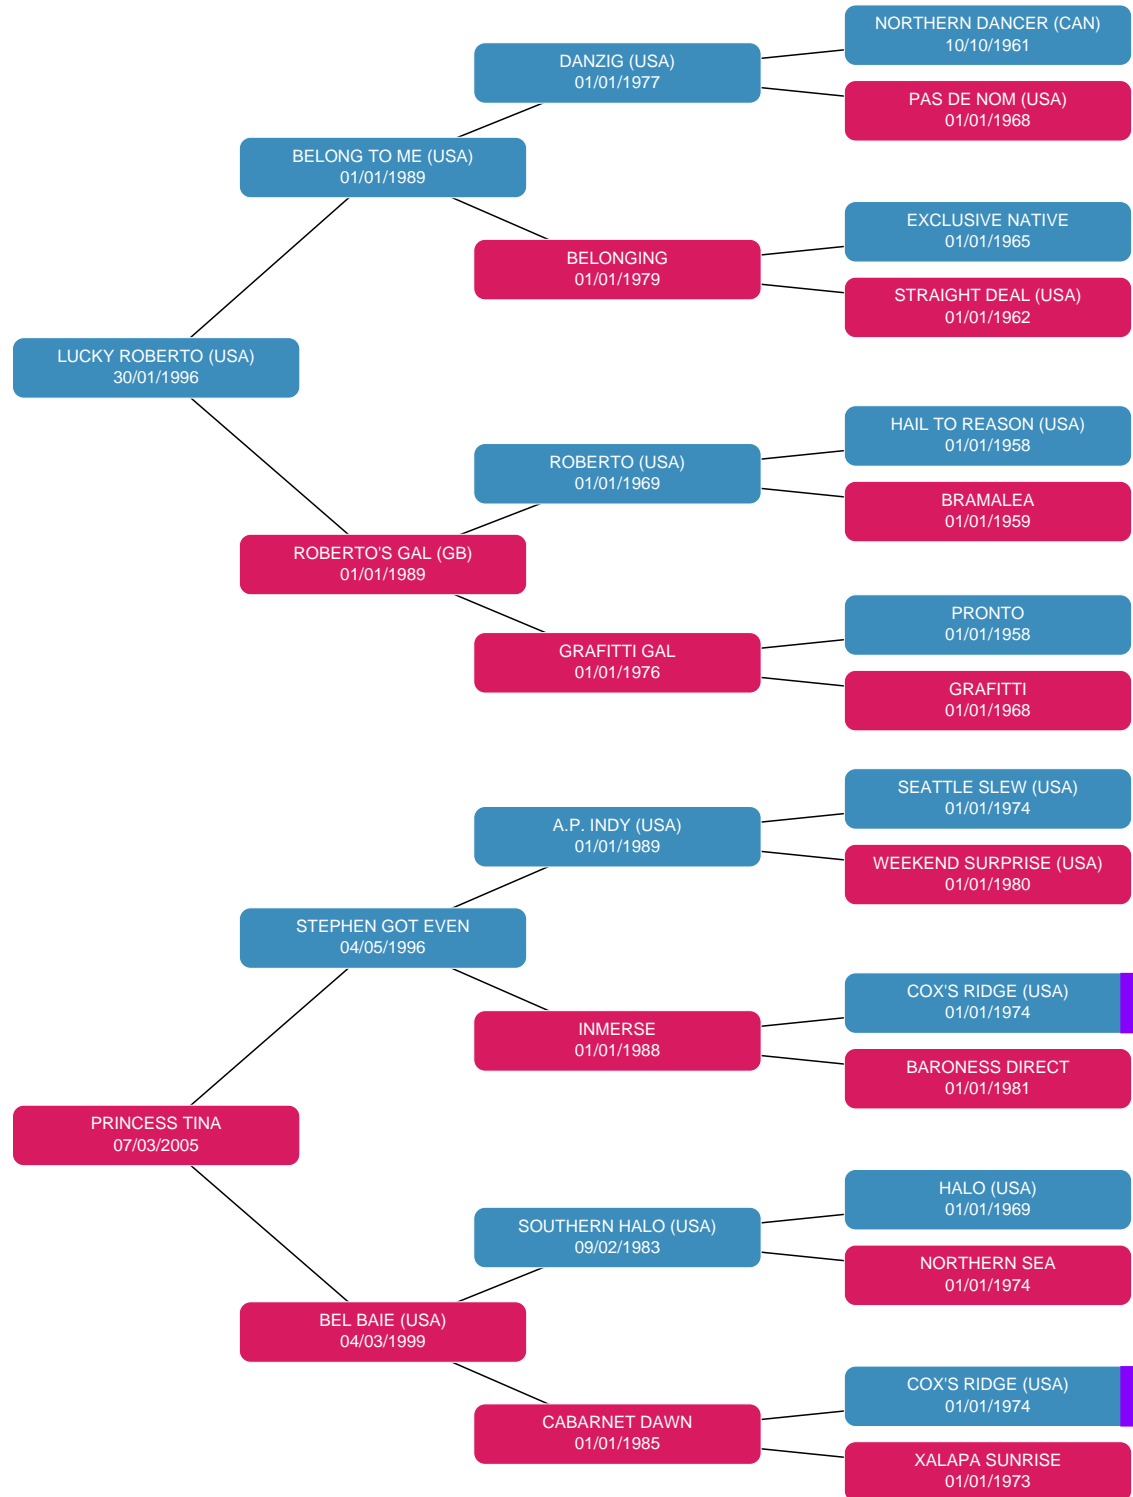 NORTHERN DANCER (CAN)
10/10/1961
DANZIG (USA)
01/01/1977
PAS DE NOM (USA)
01/01/1968
BELONG TO ME (USA)
01/01/1989
EXCLUSIVE NATIVE
01/01/1965
BELONGING
01/01/1979
STRAIGHT DEAL (USA)
01/01/1962
LUCKY ROBERTO (USA)
30/01/1996
HAIL TO REASON (USA)
01/01/1958
ROBERTO (USA)
01/01/1969
BRAMALEA
01/01/1959
ROBERTO'S GAL (GB)
01/01/1989
PRONTO
01/01/1958
GRAFITTI GAL
01/01/1976
GRAFITTI
01/01/1968
SEATTLE SLEW (USA)
01/01/1974
A.P. INDY (USA)
01/01/1989
WEEKEND SURPRISE (USA)
01/01/1980
STEPHEN GOT EVEN
04/05/1996
COX'S RIDGE (USA)
01/01/1974
INMERSE
01/01/1988
BARONESS DIRECT
01/01/1981
PRINCESS TINA
07/03/2005
HALO (USA)
01/01/1969
SOUTHERN HALO (USA)
09/02/1983
NORTHERN SEA
01/01/1974
BEL BAIE (USA)
04/03/1999
COX'S RIDGE (USA)
01/01/1974
CABARNET DAWN
01/01/1985
XALAPA SUNRISE
01/01/1973